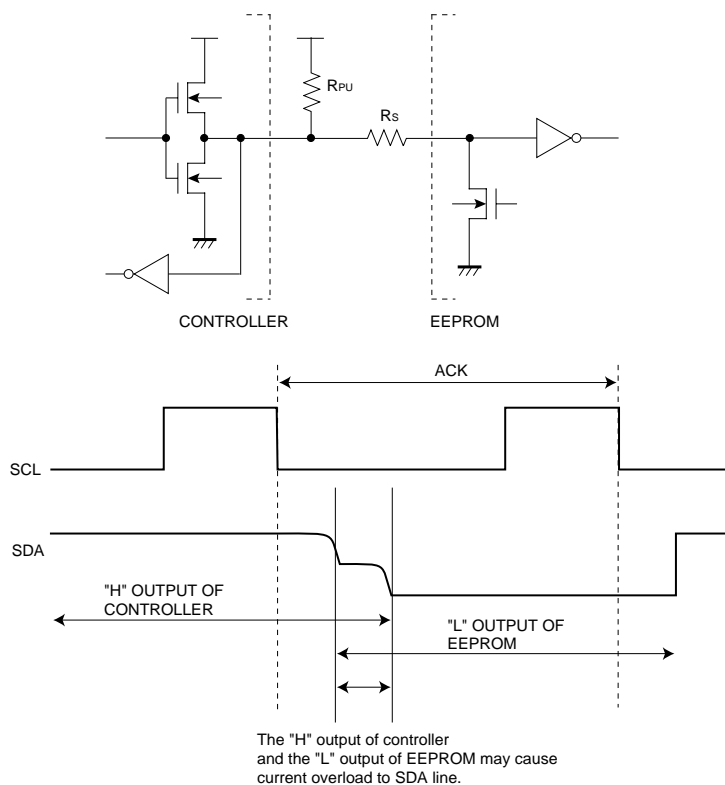 RPU
RS
CONTROLLER
EEPROM
ACK
SCL
SDA
"H" OUTPUT OF
CONTROLLER
"L" OUTPUT OF
EEPROM
The "H" output of controller
and the "L" output of EEPROM may cause
current overload to SDA line.